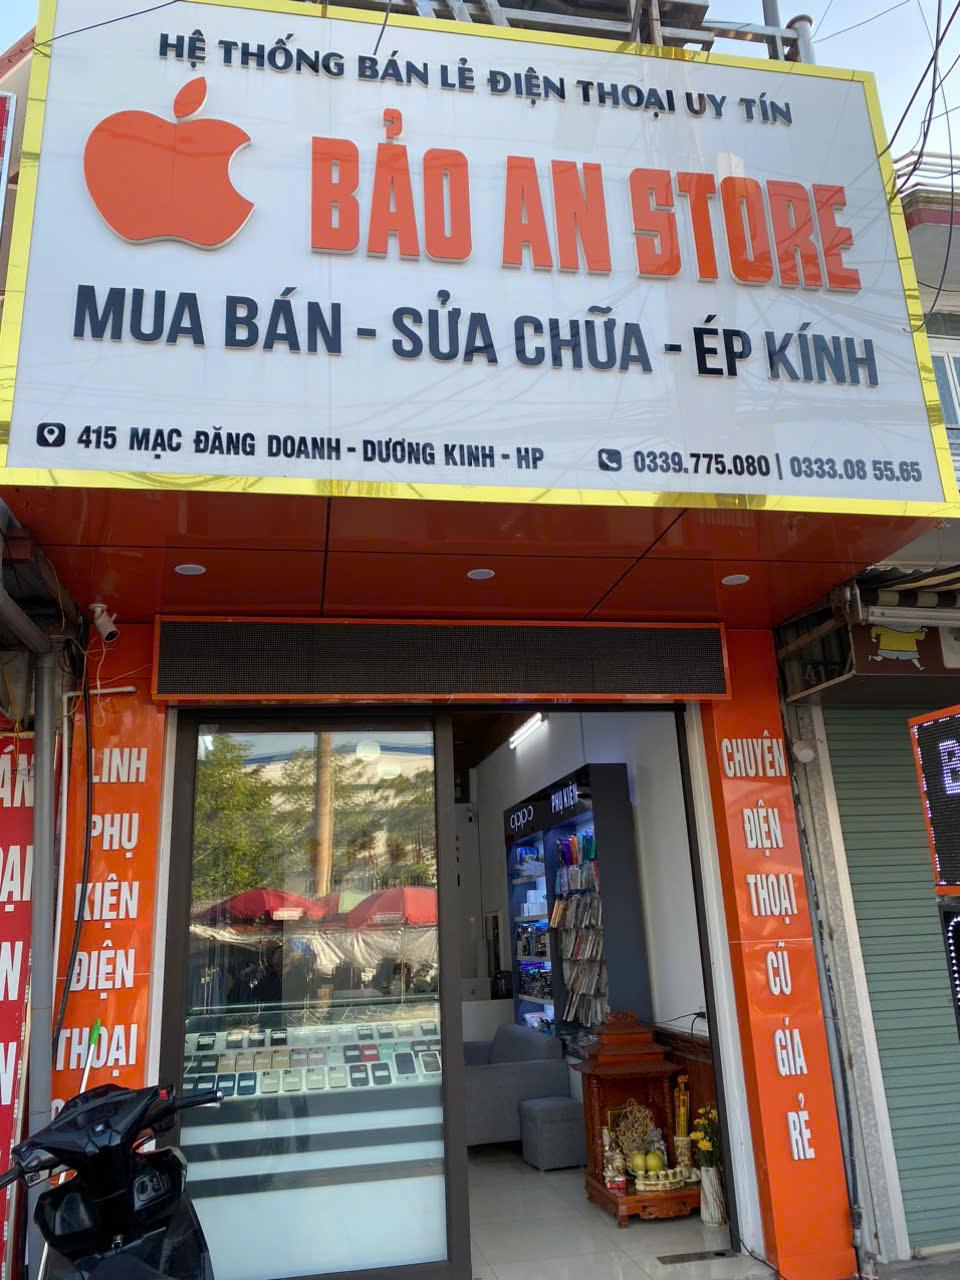 HỆ THỐNG BÁN LẺ ĐIỆN THOẠI UY TÍN
BẢO AN STORE
MUA BÁN - SỬA CHỮA - ÉP KÍNH
415 MẠC ĐĂNG DOANH - DƯƠNG KINH - HP
0339.775.080 | 0333.08 55.65
LINH
PHỤ
KIỆN
ĐIỆN
THOẠI
oppo
PHỤ KIỆN
CHUYÊN
ĐIỆN
THOẠI
CŨ
GÍA
RẺ